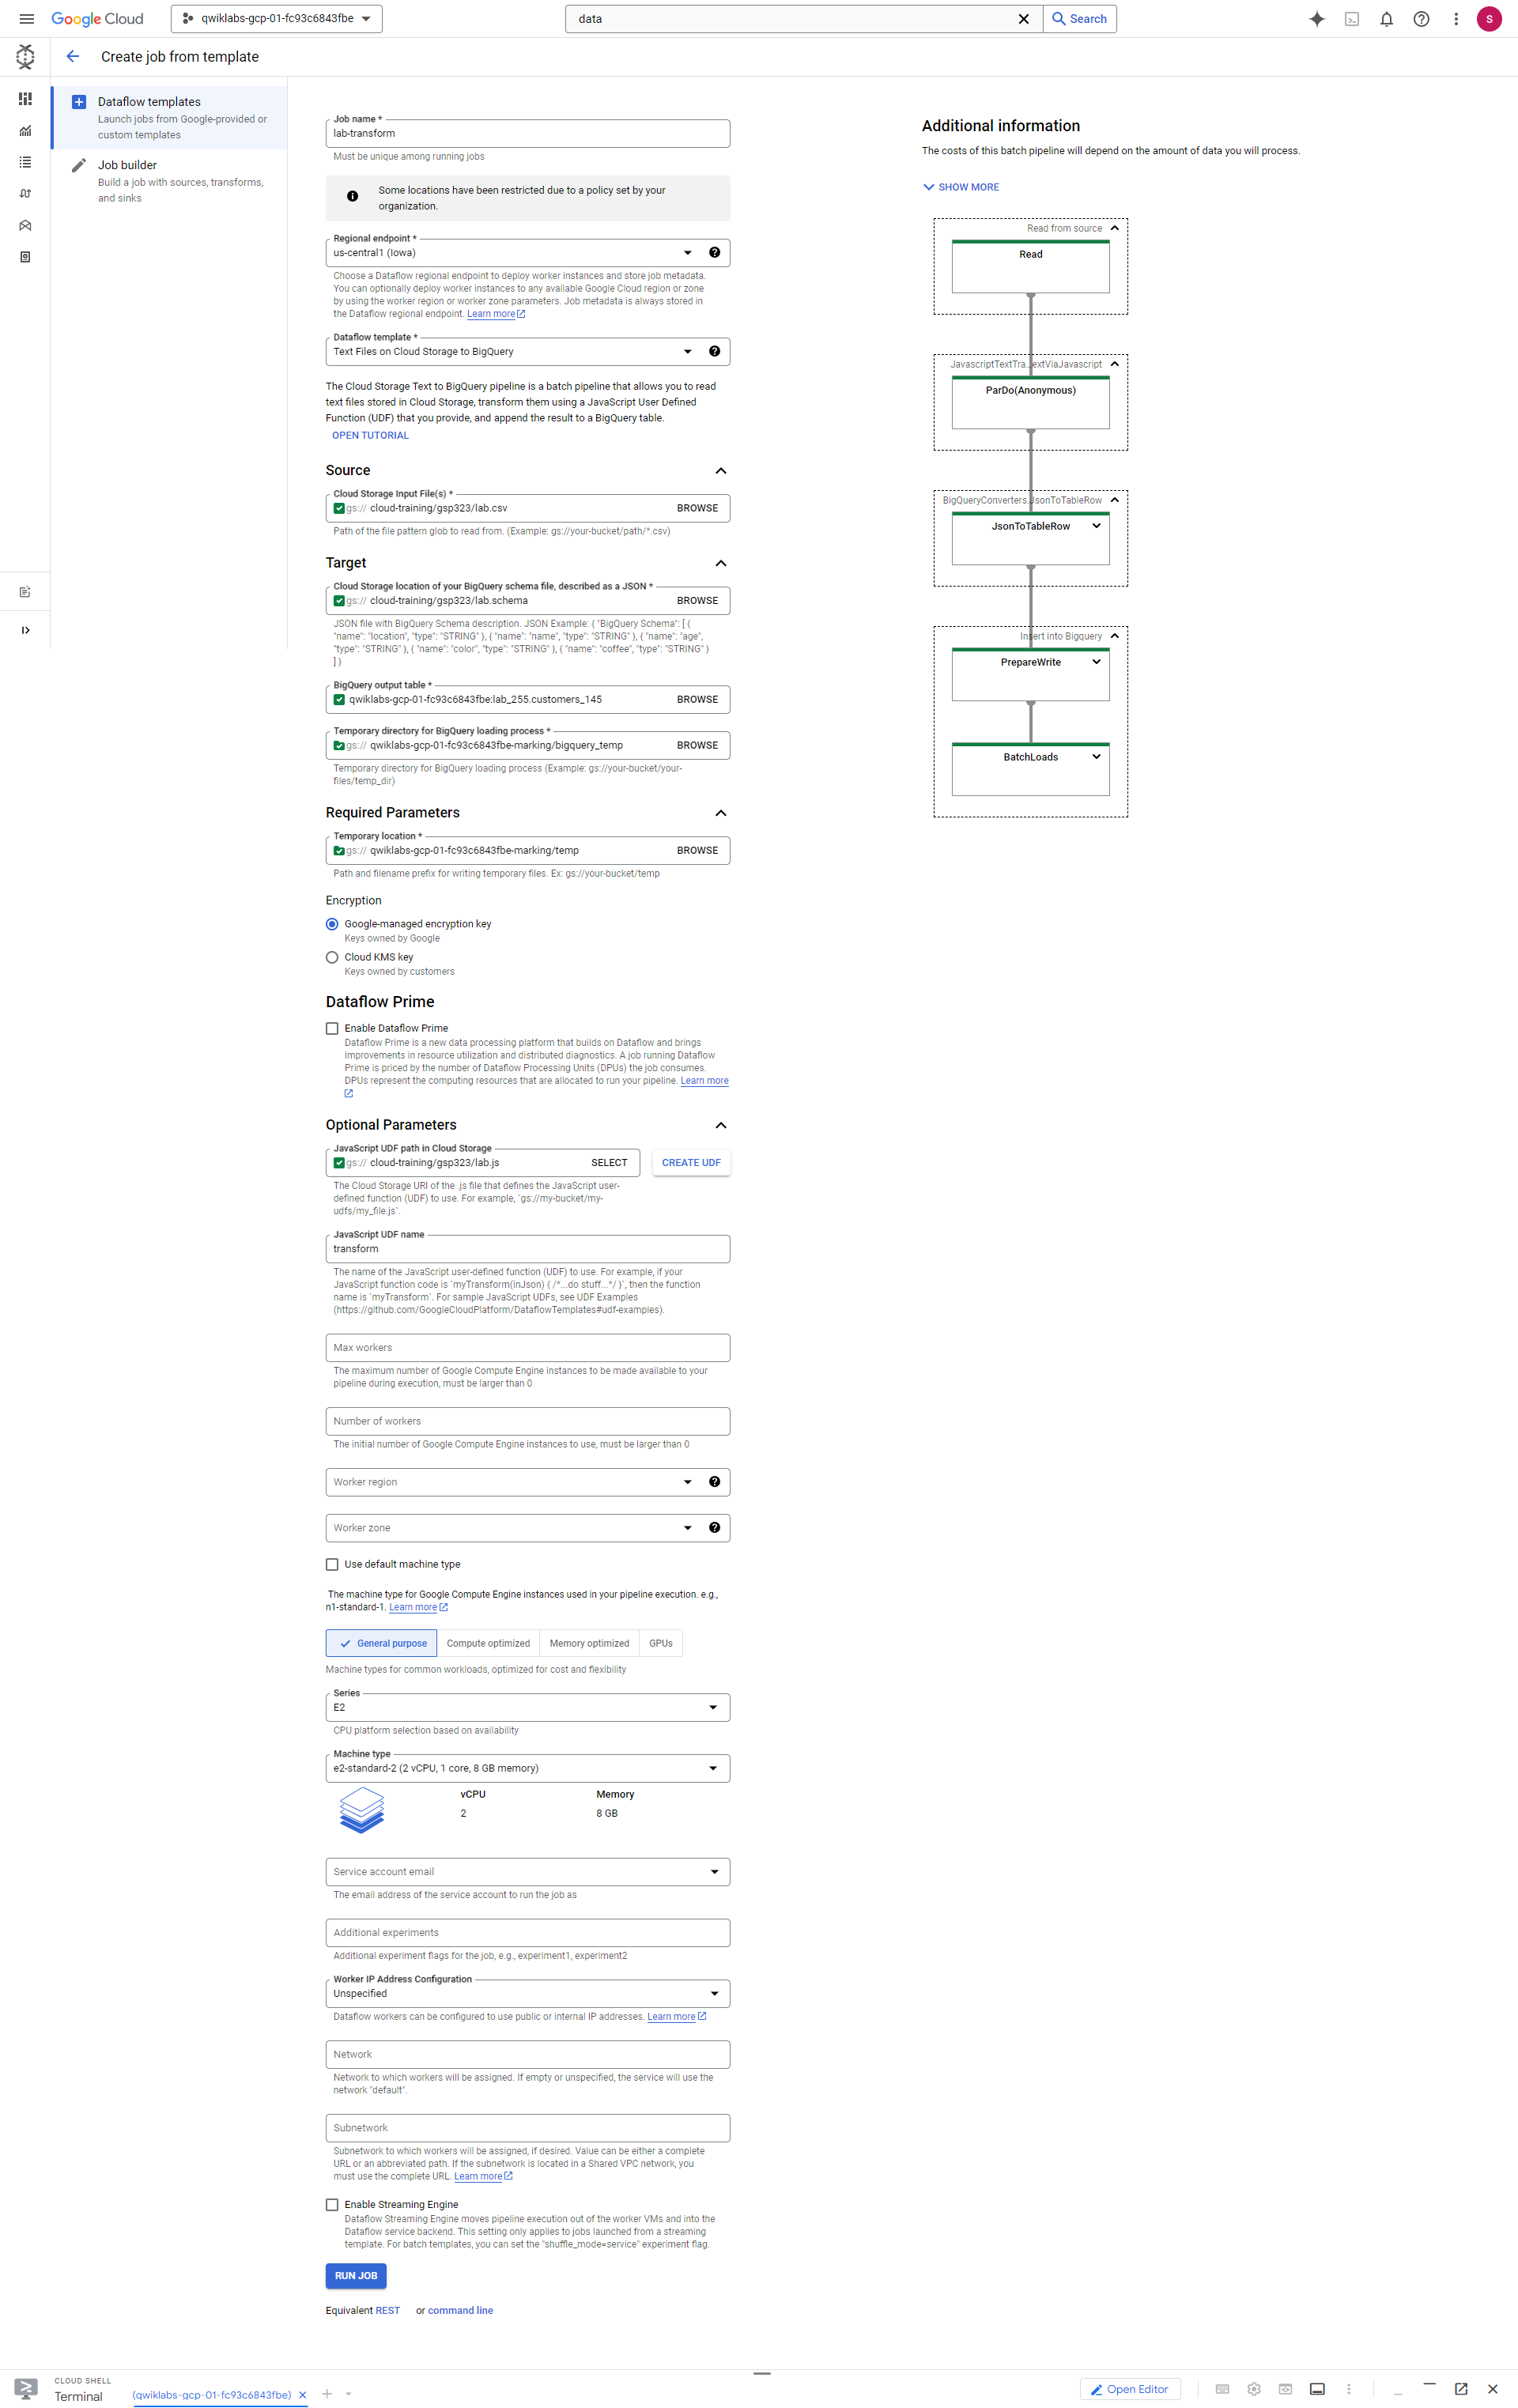 Google Cloud
qwiklabs-gcp-01-fc93c6843fbe
data
Search
S
Create job from template
Dataflow templates
Launch jobs from Google-provided or
custom templates
Job builder
Build a job with sources, transforms,
and sinks
Job name *
lab-transform
Must be unique among running jobs
Some locations have been restricted due to a policy set by your
organization.
Regional endpoint *
us-central1 (Iowa)
Choose a Dataflow regional endpoint to deploy worker instances and store job metadata.
You can optionally deploy worker instances to any available Google Cloud region or zone
by using the worker region or worker zone parameters. Job metadata is always stored in
the Dataflow regional endpoint. Learn more
Dataflow template *
Text Files on Cloud Storage to BigQuery
The Cloud Storage Text to BigQuery pipeline is a batch pipeline that allows you to read
text files stored in Cloud Storage, transform them using a JavaScript User Defined
Function (UDF) that you provide, and append the result to a BigQuery table.
OPEN TUTORIAL
Source
Cloud Storage Input File(s) *
gs:// cloud-training/gsp323/lab.csv BROWSE
Path of the file pattern glob to read from. (Example: gs://your-bucket/path/*.csv)
Target
Cloud Storage location of your BigQuery schema file, described as a JSON *
gs:// cloud-training/gsp323/lab.schema BROWSE
JSON file with BigQuery Schema description. JSON Example: { "BigQuery Schema": [ {
"name": "location", "type": "STRING" }, { "name": "name", "type": "STRING" }, { "name": "age",
"type": "STRING" }, { "name": "color", "type": "STRING" }, { "name": "coffee", "type": "STRING" }
] }
BigQuery output table *
qwiklabs-gcp-01-fc93c6843fbe:lab_255.customers_145 BROWSE
Temporary directory for BigQuery loading process *
gs:// qwiklabs-gcp-01-fc93c6843fbe-marking/bigquery_temp BROWSE
Temporary directory for BigQuery loading process (Example: gs://your-bucket/your-
files/temp_dir)
Required Parameters
Temporary location *
gs:// qwiklabs-gcp-01-fc93c6843fbe-marking/temp BROWSE
Path and filename prefix for writing temporary files. Ex: gs://your-bucket/temp
Encryption
Google-managed encryption key
Keys owned by Google
Cloud KMS key
Keys owned by customers
Dataflow Prime
Enable Dataflow Prime
Dataflow Prime is a new data processing platform that builds on Dataflow and brings
improvements in resource utilization and distributed diagnostics. A job running Dataflow
Prime is priced by the number of Dataflow Processing Units (DPUs) the job consumes.
DPUs represent the computing resources that are allocated to run your pipeline. Learn more
Optional Parameters
JavaScript UDF path in Cloud Storage
gs:// cloud-training/gsp323/lab.js SELECT CREATE UDF
The Cloud Storage URI of the .js file that defines the JavaScript user-
defined function (UDF) to use. For example, `gs://my-bucket/my-
udfs/my_file.js`.
JavaScript UDF name
transform
The name of the JavaScript user-defined function (UDF) to use. For example, if your
JavaScript function code is `myTransform(inJson) { /*...do stuff...*/ }`, then the function
name is `myTransform`. For sample JavaScript UDFs, see UDF Examples
(https://github.com/GoogleCloudPlatform/DataflowTemplates#udf-examples).
Max workers
The maximum number of Google Compute Engine instances to be made available to your
pipeline during execution, must be larger than 0
Number of workers
The initial number of Google Compute Engine instances to use, must be larger than 0
Worker region
Worker zone
Use default machine type
The machine type for Google Compute Engine instances used in your pipeline execution. e.g.,
n1-standard-1. Learn more
General purpose Compute optimized Memory optimized GPUs
Machine types for common workloads, optimized for cost and flexibility
Series
E2
CPU platform selection based on availability
Machine type
e2-standard-2 (2 vCPU, 1 core, 8 GB memory)
vCPU Memory
2 8 GB
Service account email
The email address of the service account to run the job as
Additional experiments
Additional experiment flags for the job, e.g., experiment1, experiment2
Worker IP Address Configuration
Unspecified
Dataflow workers can be configured to use public or internal IP addresses. Learn more
Network
Network to which workers will be assigned. If empty or unspecified, the service will use the
network "default".
Subnetwork
Subnetwork to which workers will be assigned, if desired. Value can be either a complete
URL or an abbreviated path. If the subnetwork is located in a Shared VPC network, you
must use the complete URL. Learn more
Enable Streaming Engine
Dataflow Streaming Engine moves pipeline execution out of the worker VMs and into the
Dataflow service backend. This setting only applies to jobs launched from a streaming
template. For batch templates, you can set the "shuffle_mode=service" experiment flag.
RUN JOB
Equivalent REST or command line
Additional information
The costs of this batch pipeline will depend on the amount of data you will process.
SHOW MORE
Read from source
Read
JavascriptTextTra...extViaJavascript
ParDo(Anonymous)
BigQueryConverters.JsonToTableRow
JsonToTableRow
Insert into Bigquery
PrepareWrite
BatchLoads
CLOUD SHELL
Terminal
(qwiklabs-gcp-01-fc93c6843fbe)
Open Editor